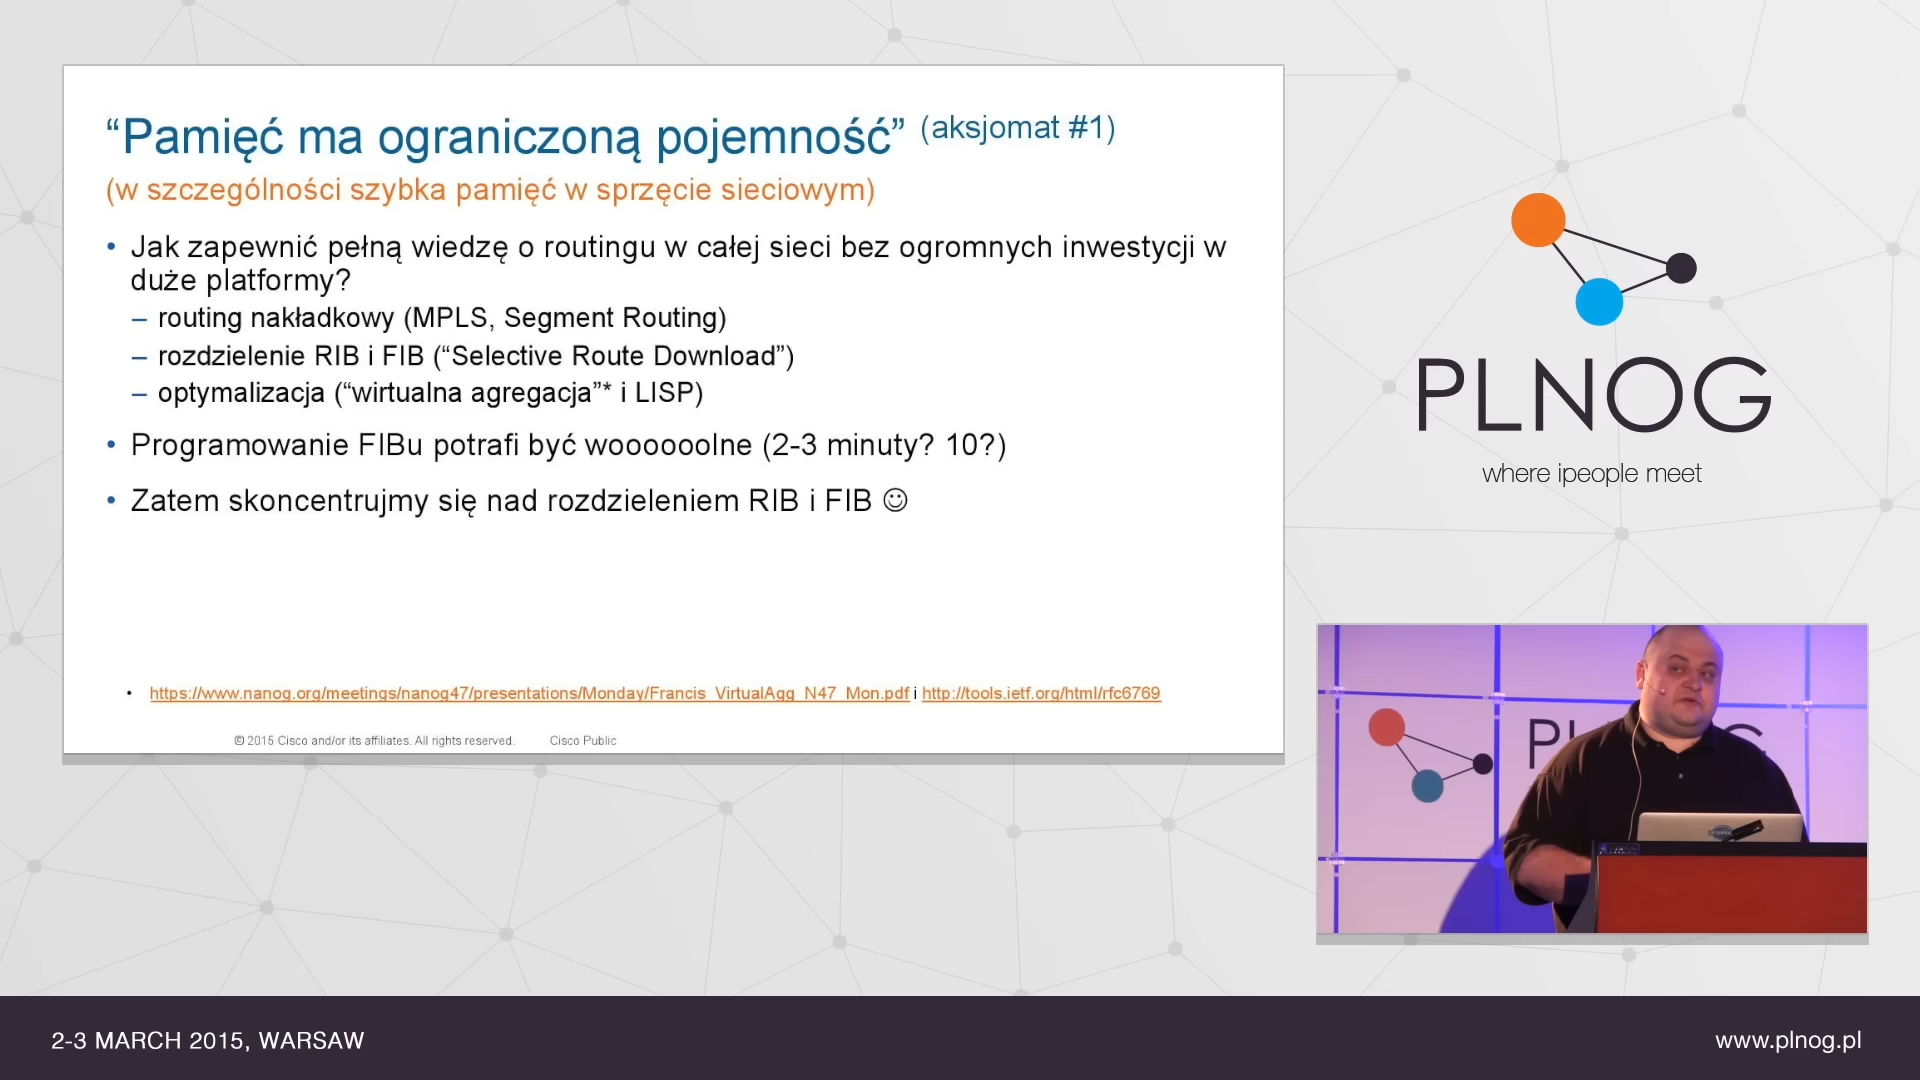 “Pamięć ma ograniczoną pojemność” (aksjomat #1)
(w szczególności szybka pamięć w sprzęcie sieciowym)
• Jak zapewnić pełną wiedzę o routingu w całej sieci bez ogromnych inwestycji w
duże platformy?
– routing nakładkowy (MPLS, Segment Routing)
– rozdzielenie RIB i FIB (“Selective Route Download”)
– optymalizacja (“wirtualna agregacja”* i LISP)
• Programowanie FIBu potrafi być woooooolne (2-3 minuty? 10?)
• Zatem skoncentrujmy się nad rozdzieleniem RIB i FIB ☺
• https://www.nanog.org/meetings/nanog47/presentations/Monday/Francis_VirtualAgg_N47_Mon.pdf i http://tools.ietf.org/html/rfc6769
© 2015 Cisco and/or its affiliates. All rights reserved. Cisco Public
PLNOG
where ipeople meet
2-3 MARCH 2015, WARSAW
www.plnog.pl